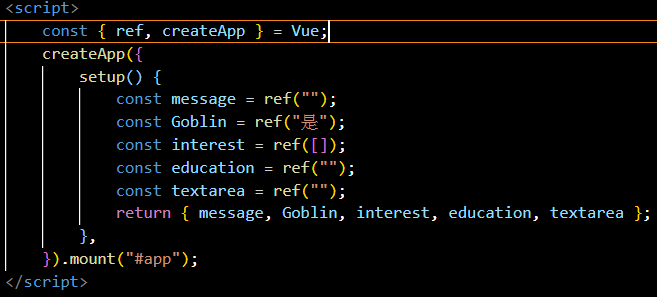 <script>
const { ref, createApp } = Vue;
createApp({
setup() {
const message = ref("");
const Goblin = ref("是");
const interest = ref([]);
const education = ref("");
const textarea = ref("");
return { message, Goblin, interest, education, textarea };
},
}).mount("#app");
</script>